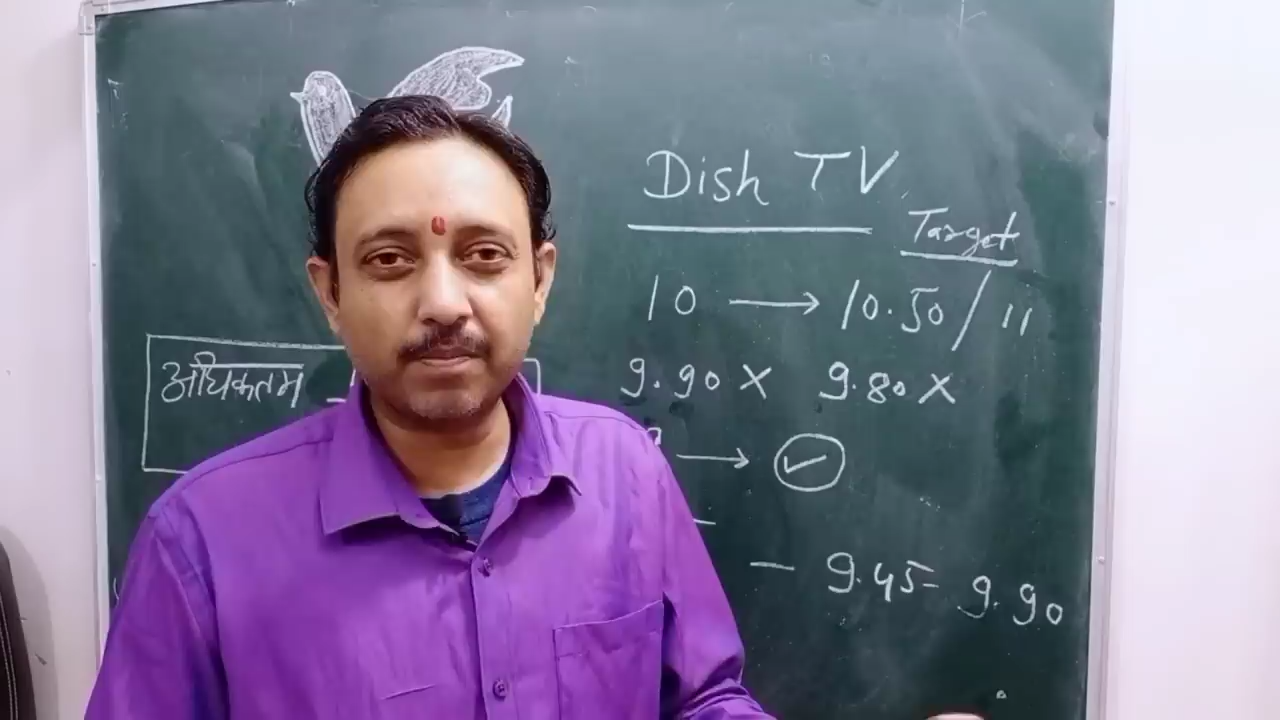 Dish TV
Target
10 → 10.50 / 11
9.90 X 9.80 X
अधिकतम -
→ ✓
-
- 9.45 - 9.90